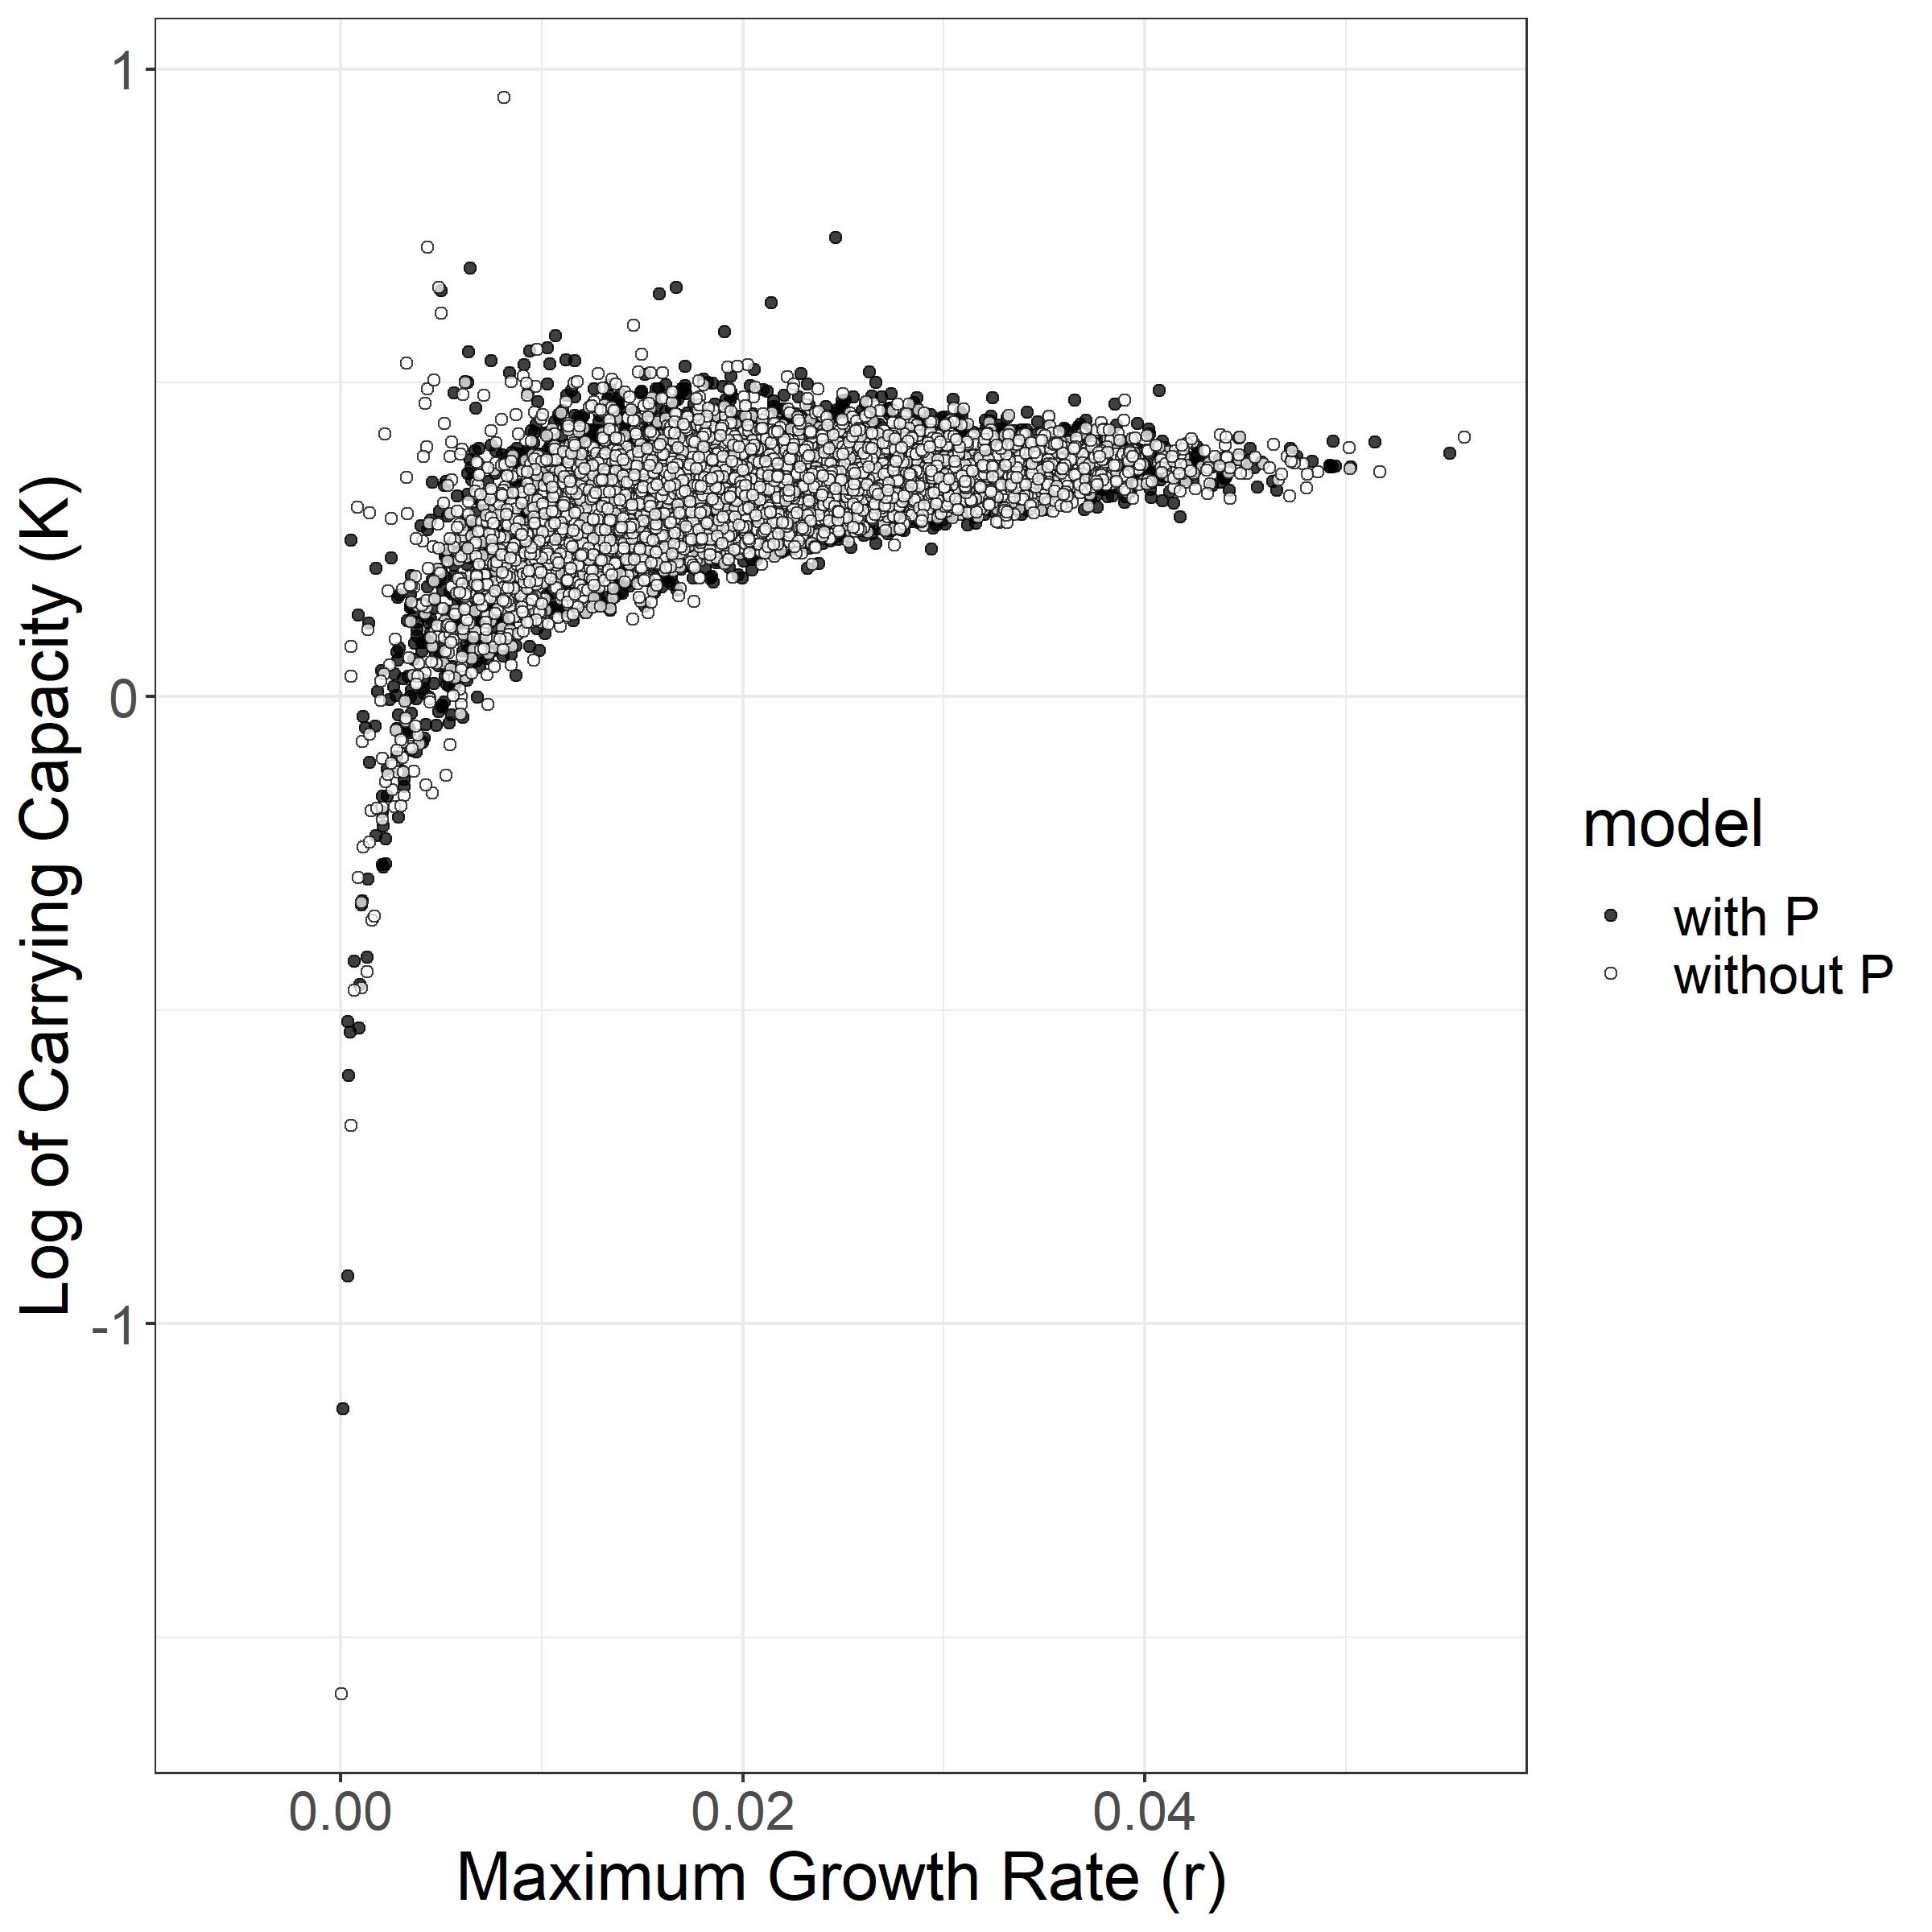 Log of Carrying Capacity (K)
1
0
-1
0.00
0.02
0.04
Maximum Growth Rate (r)
model
with P
without P